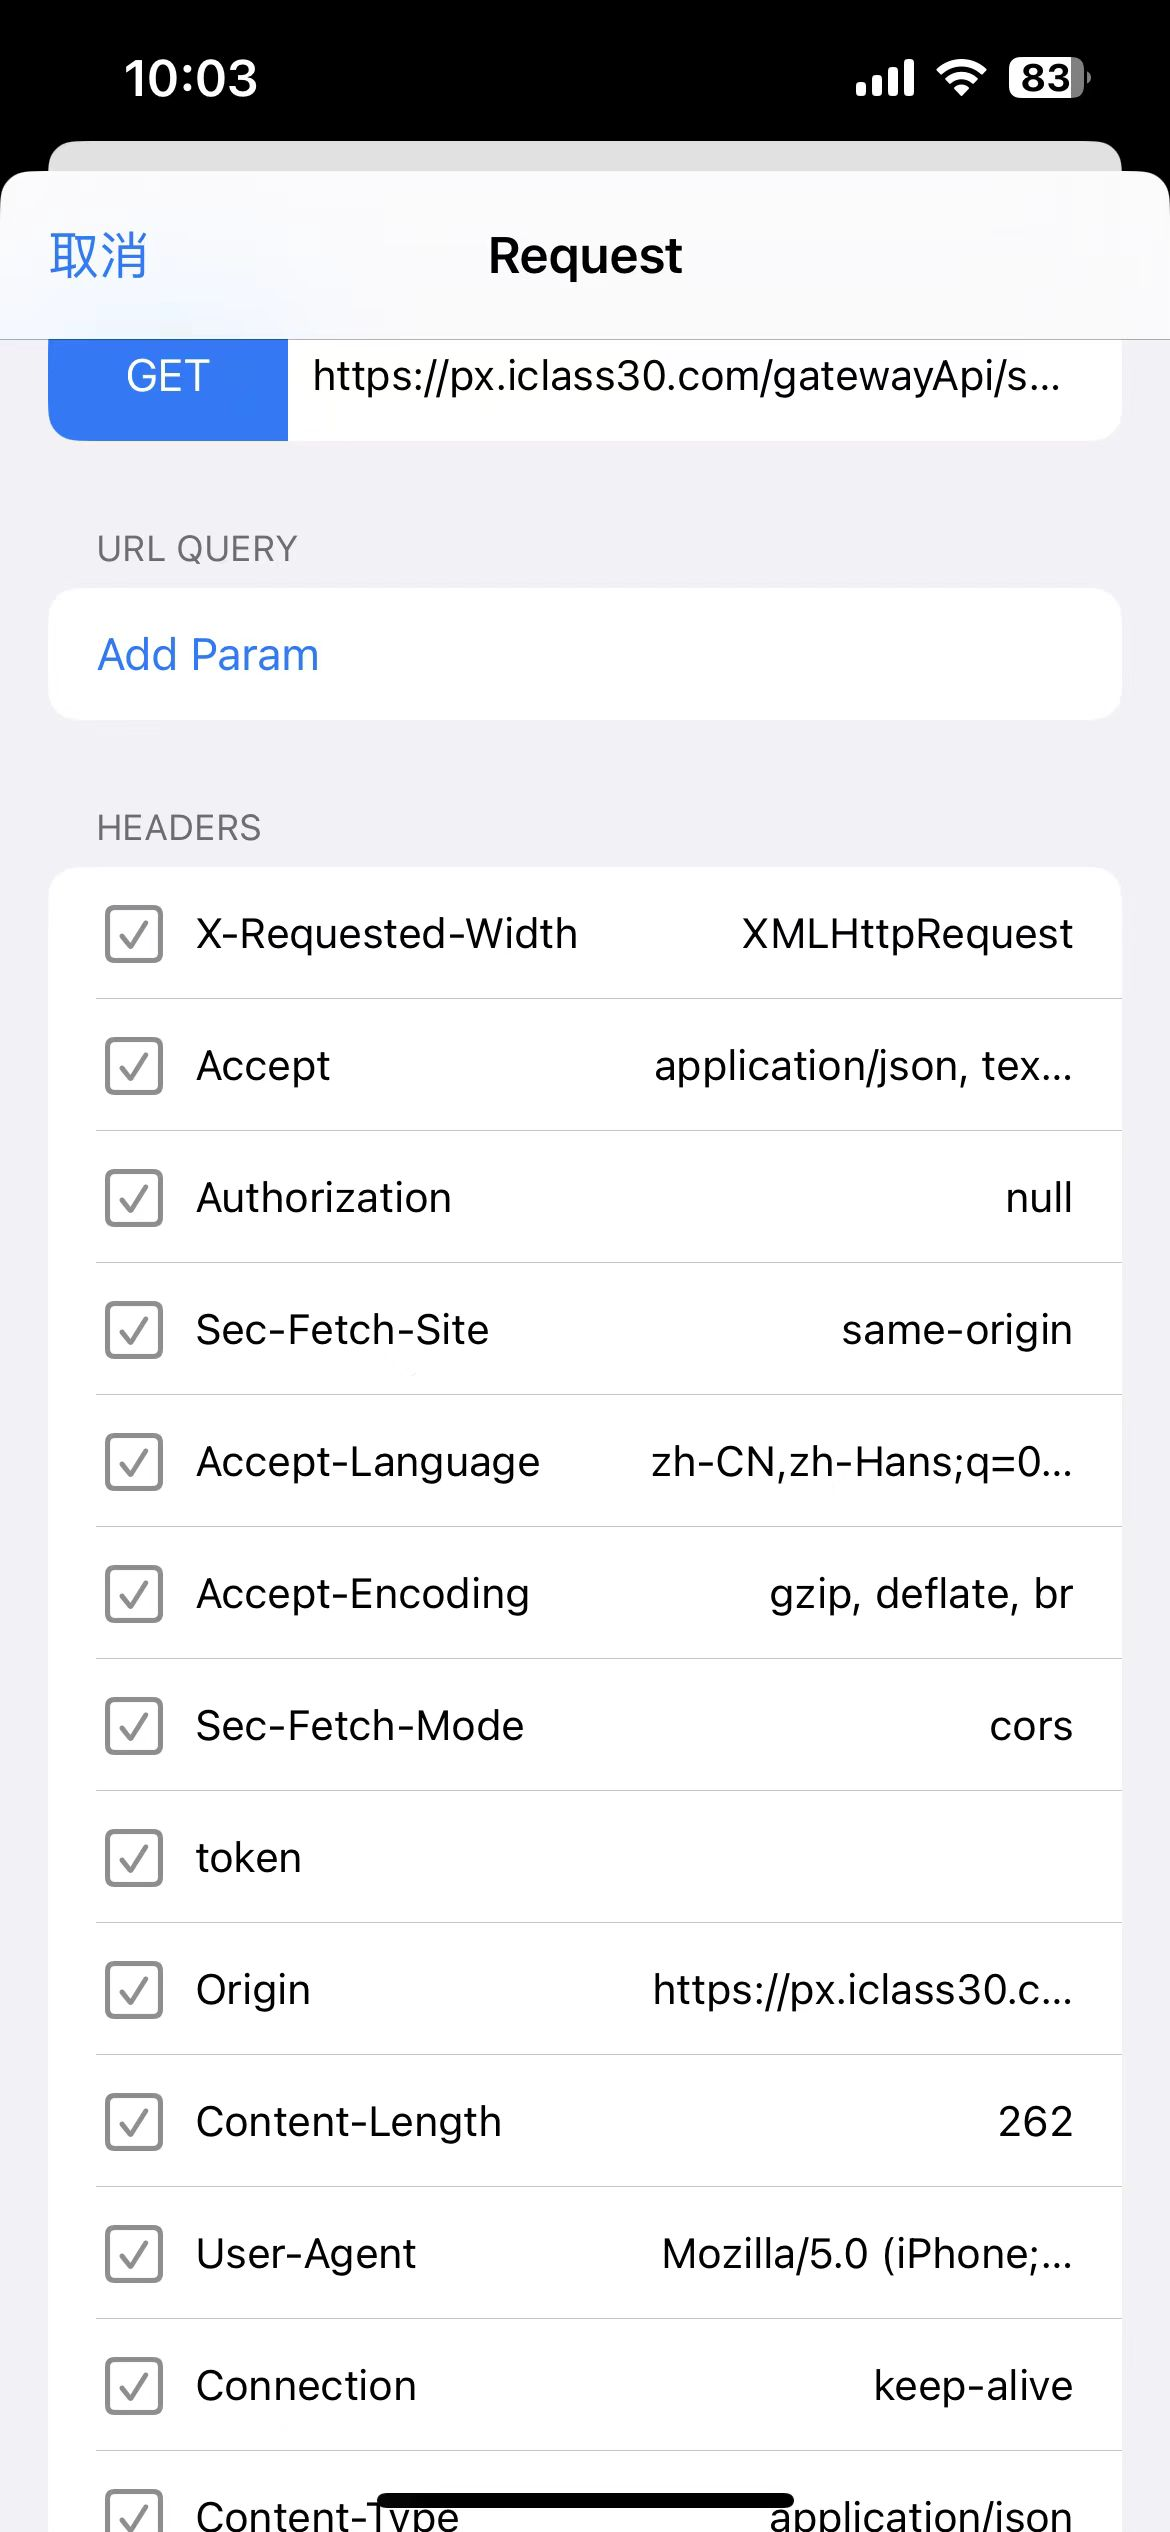 10:03
83
取消
Request
GET
https://px.iclass30.com/gatewayApi/s...
URL QUERY
Add Param
HEADERS
X-Requested-Width XMLHttpRequest
Accept application/json, tex...
Authorization null
Sec-Fetch-Site same-origin
Accept-Language zh-CN,zh-Hans;q=0...
Accept-Encoding gzip, deflate, br
Sec-Fetch-Mode cors
token
Origin https://px.iclass30.c...
Content-Length 262
User-Agent Mozilla/5.0 (iPhone;...
Connection keep-alive
Content-Type application/json